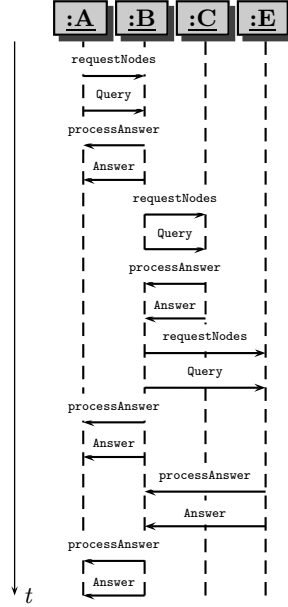 :A :B :C :E
requestNodes
Query
processAnswer
Answer
requestNodes
Query
processAnswer
Answer
requestNodes
Query
processAnswer
Answer
processAnswer
Answer
processAnswer
Answer
t